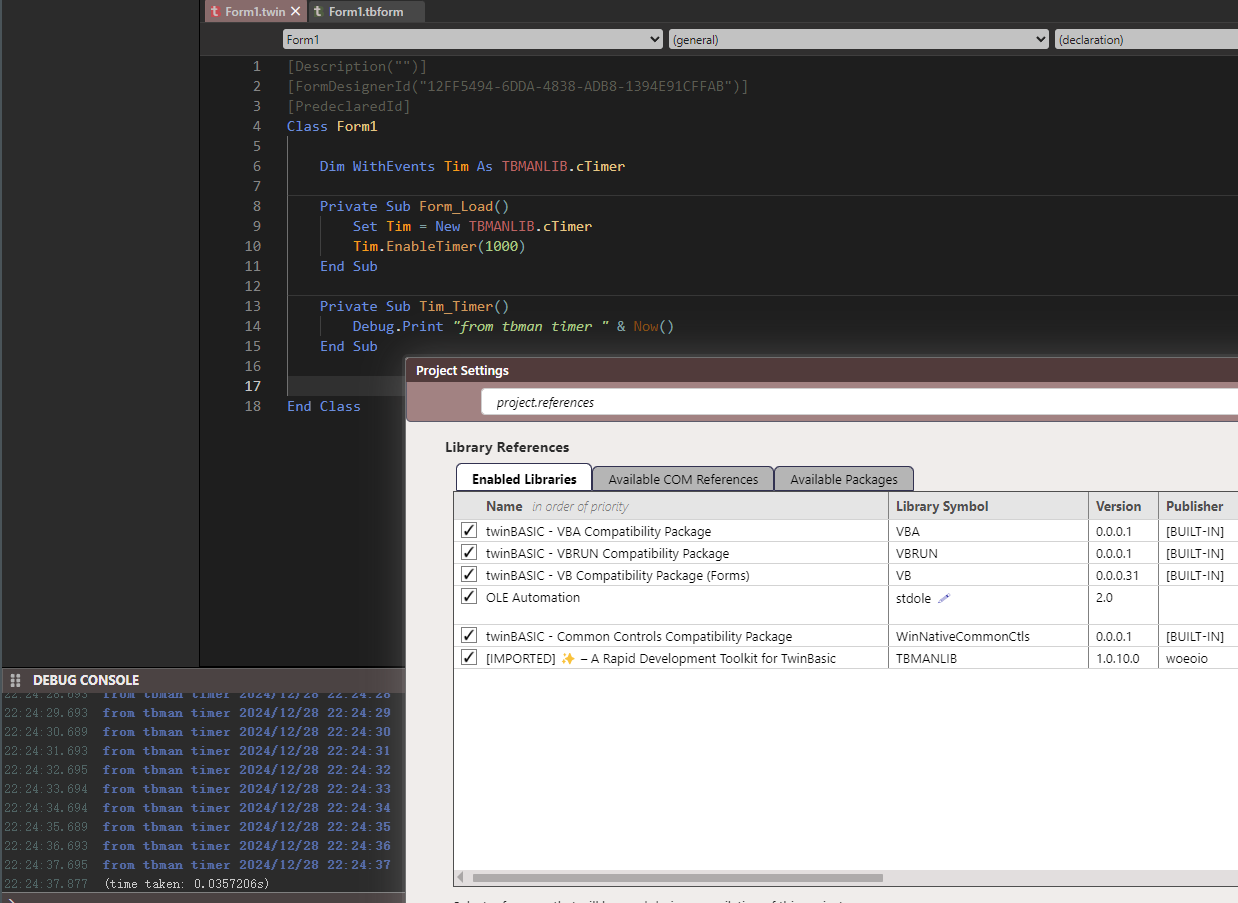 Form1.twin
Form1.tbform
Form1
(general)
(declaration)
1 [Description("")]
2 [FormDesignerId("12FF5494-6DDA-4838-ADB8-1394E91CFFAB")]
3 [PredeclaredId]
4 Class Form1
5
6 Dim WithEvents Tim As TBMANLIB.cTimer
7
8 Private Sub Form_Load()
9 Set Tim = New TBMANLIB.cTimer
10 Tim.EnableTimer(1000)
11 End Sub
12
13 Private Sub Tim_Timer()
14 Debug.Print "from tbman timer " & Now()
15 End Sub
16
17
18 End Class
Project Settings
project.references
Library References
Enabled Libraries Available COM References Available Packages
Name in order of priority Library Symbol Version Publisher
twinBASIC - VBA Compatibility Package VBA 0.0.0.1 [BUILT-IN]
twinBASIC - VBRUN Compatibility Package VBRUN 0.0.0.1 [BUILT-IN]
twinBASIC - VB Compatibility Package (Forms) VB 0.0.0.31 [BUILT-IN]
OLE Automation stdole 2.0
twinBASIC - Common Controls Compatibility Package WinNativeCommonCtls 0.0.0.1 [BUILT-IN]
[IMPORTED] ✨ – A Rapid Development Toolkit for TwinBasic TBMANLIB 1.0.10.0 woeoio
DEBUG CONSOLE
22:24:28.693 from tbman timer 2024/12/28 22:24:28
22:24:29.693 from tbman timer 2024/12/28 22:24:29
22:24:30.689 from tbman timer 2024/12/28 22:24:30
22:24:31.693 from tbman timer 2024/12/28 22:24:31
22:24:32.695 from tbman timer 2024/12/28 22:24:32
22:24:33.694 from tbman timer 2024/12/28 22:24:33
22:24:34.694 from tbman timer 2024/12/28 22:24:34
22:24:35.689 from tbman timer 2024/12/28 22:24:35
22:24:36.693 from tbman timer 2024/12/28 22:24:36
22:24:37.695 from tbman timer 2024/12/28 22:24:37
22:24:37.877 (time taken: 0.0357206s)